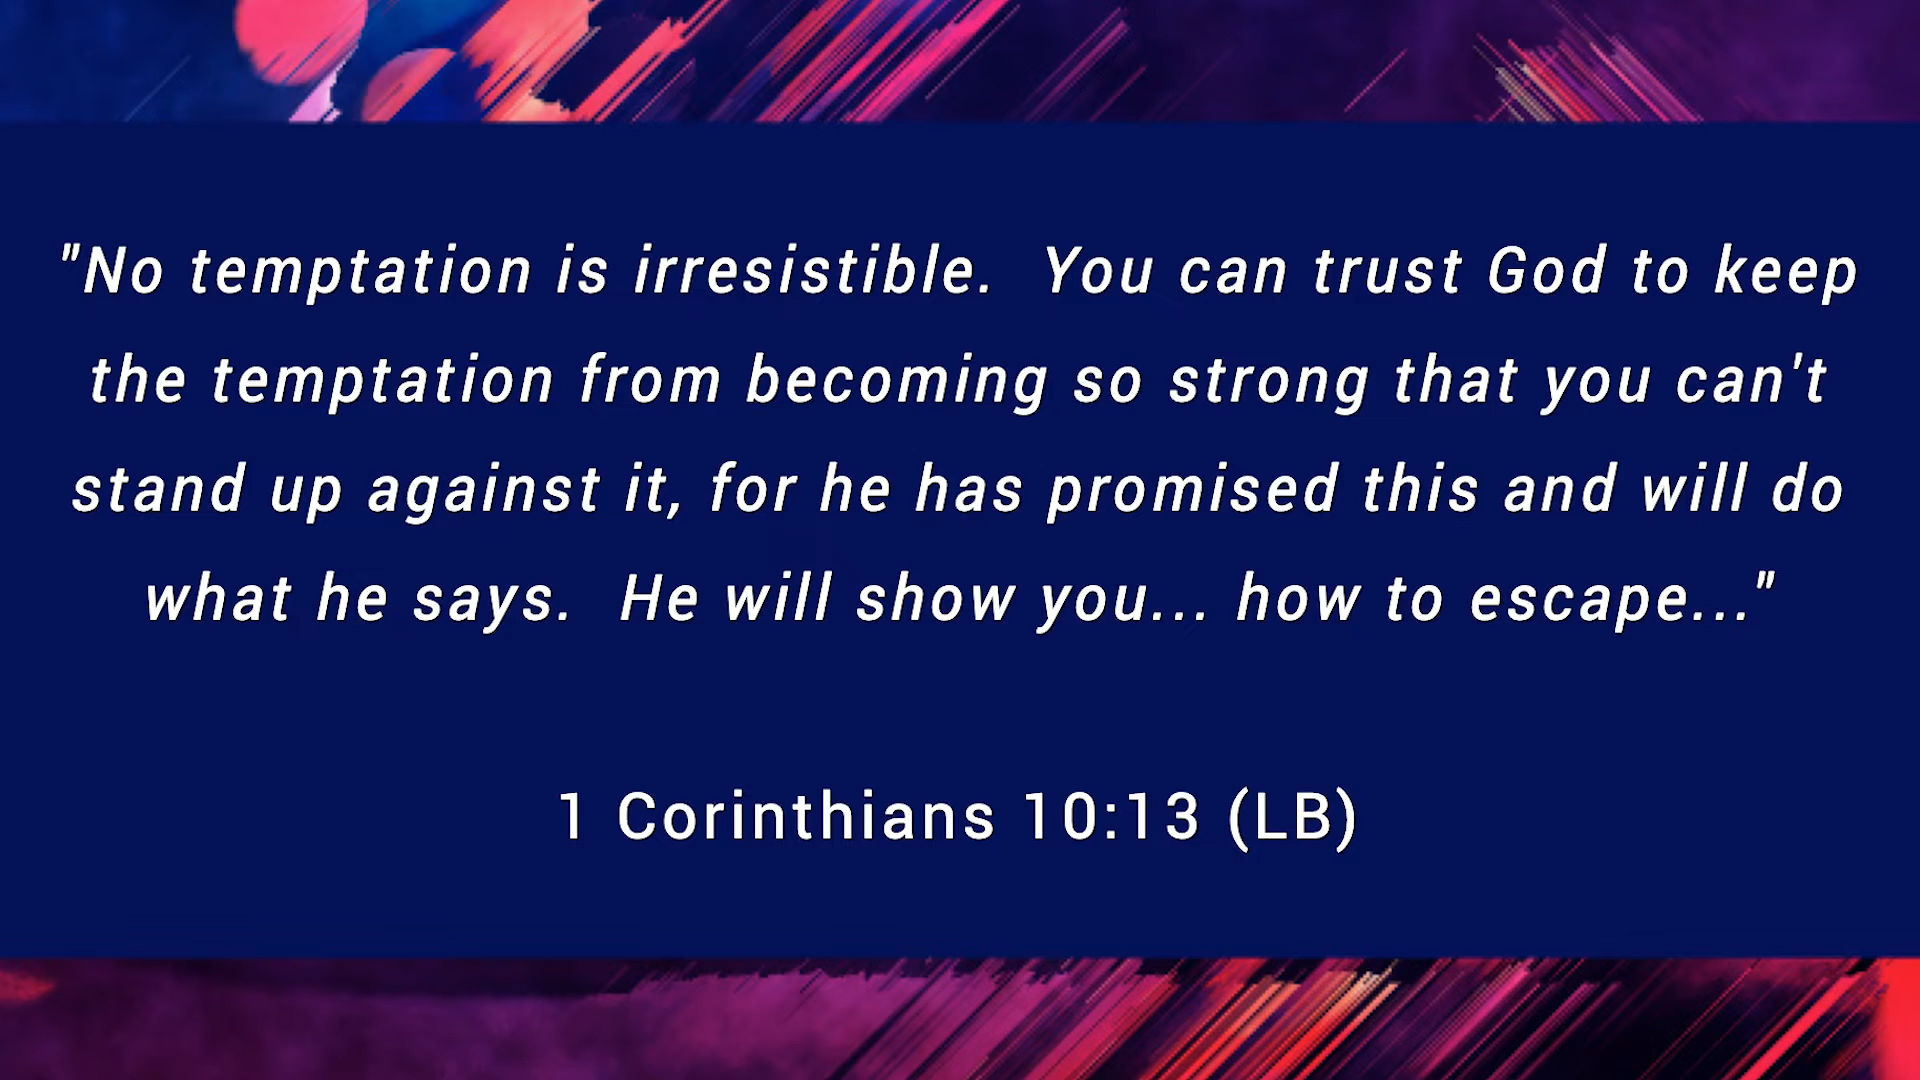 "No temptation is irresistible.  You can trust God to keep
the temptation from becoming so strong that you can't
stand up against it, for he has promised this and will do
what he says.  He will show you... how to escape..."
1 Corinthians 10:13 (LB)